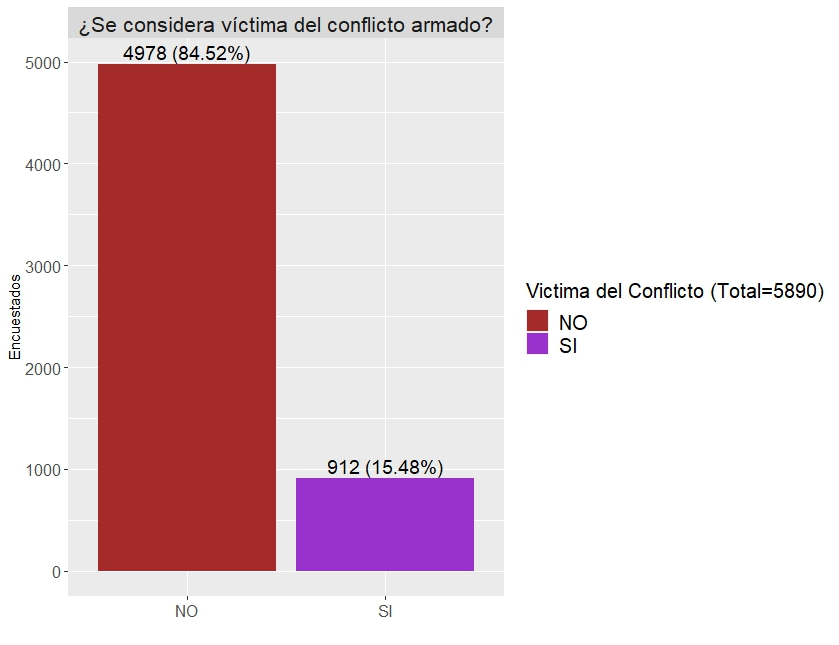 ¿Se considera víctima del conflicto armado?
4978 (84.52%)
5000
4000
3000
2000
1000
0
Encuestados
912 (15.48%)
NO
SI
Victima del Conflicto (Total=5890)
NO
SI